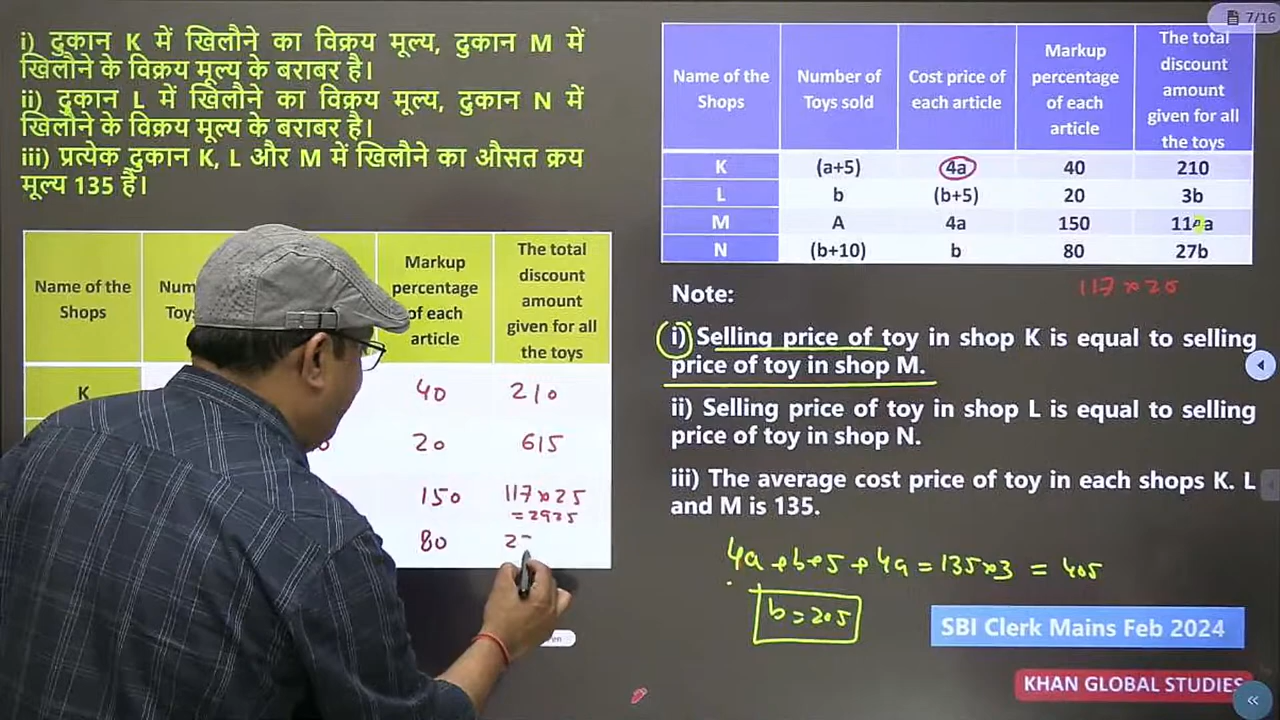 i) दुकान K में खिलौने का विक्रय मूल्य, दुकान M में
खिलौने के विक्रय मूल्य के बराबर है।
ii) दुकान L में खिलौने का विक्रय मूल्य, दुकान N में
खिलौने के विक्रय मूल्य के बराबर है।
iii) प्रत्येक दुकान K, L और M में खिलौने का औसत क्रय
मूल्य 135 है।
Name of the
Shops
Markup
percentage
of each
article
The total
discount
amount
given for all
the toys
K 40 210
20 615
150 117×25
=2925
80
7/16
Name of the
Shops
Number of
Toys sold
Cost price of
each article
Markup
percentage
of each
article
The total
discount
amount
given for all
the toys
K (a+5) 4a 40 210
L b (b+5) 20 3b
M A 4a 150
N (b+10) b 80 27b
117×25
Note:
i) Selling price of toy in shop K is equal to selling
price of toy in shop M.
ii) Selling price of toy in shop L is equal to selling
price of toy in shop N.
iii) The average cost price of toy in each shops K. L
and M is 135.
4a+b+5+4a=135×3=405
b=205
SBI Clerk Mains Feb 2024
KHAN GLOBAL STUDIES